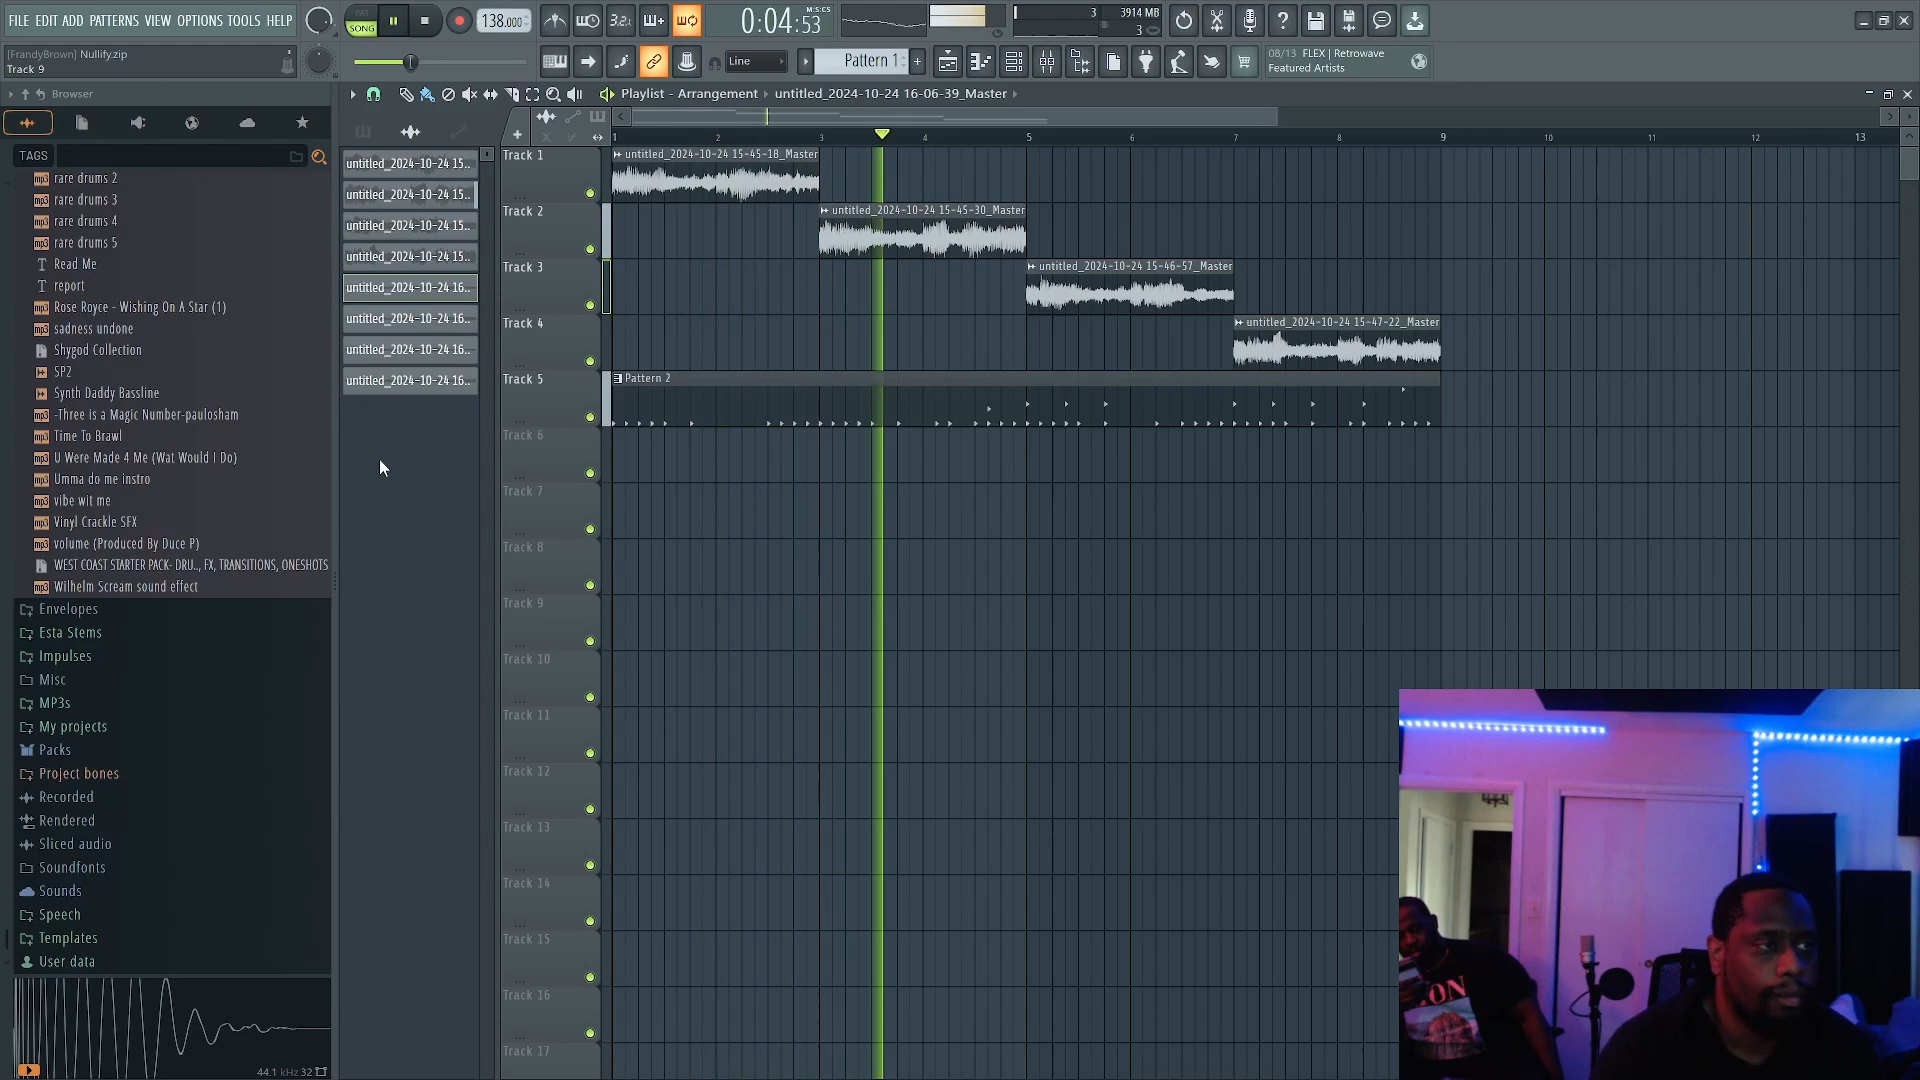 FILE EDIT ADD PATTERNS VIEW OPTIONS TOOLS HELP
PAT
SONG
138.000
3.2.
0:04:53
M:S:CS
3
3914 MB
3
[FrandyBrown] Nullify.zip
Track 9
Line
Pattern 1
08/13 FLEX | Retrowave
Featured Artists
Browser
Playlist - Arrangement
untitled_2024-10-24 16-06-39_Master
TAGS
rare drums 2
rare drums 3
rare drums 4
rare drums 5
Read Me
report
Rose Royce - Wishing On A Star (1)
sadness undone
Shygod Collection
SP2
Synth Daddy Bassline
-Three is a Magic Number-paulosham
Time To Brawl
U Were Made 4 Me (Wat Would I Do)
Umma do me instro
vibe wit me
Vinyl Crackle SFX
volume (Produced By Duce P)
WEST COAST STARTER PACK- DRU.., FX, TRANSITIONS, ONESHOTS
Wilhelm Scream sound effect
Envelopes
Esta Stems
Impulses
Misc
MP3s
My projects
Packs
Project bones
Recorded
Rendered
Sliced audio
Soundfonts
Sounds
Speech
Templates
User data
44.1 kHz 32
untitled_2024-10-24 15..
untitled_2024-10-24 15..
untitled_2024-10-24 15..
untitled_2024-10-24 15..
untitled_2024-10-24 16..
untitled_2024-10-24 16..
untitled_2024-10-24 16..
untitled_2024-10-24 16..
1 2 3 4 5 6 7 8 9 10 11 12 13
Track 1
untitled_2024-10-24 15-45-18_Master
Track 2
untitled_2024-10-24 15-45-30_Master
Track 3
untitled_2024-10-24 15-46-57_Master
Track 4
untitled_2024-10-24 15-47-22_Master
Track 5
Pattern 2
Track 6
Track 7
Track 8
Track 9
Track 10
Track 11
Track 12
Track 13
Track 14
Track 15
Track 16
Track 17